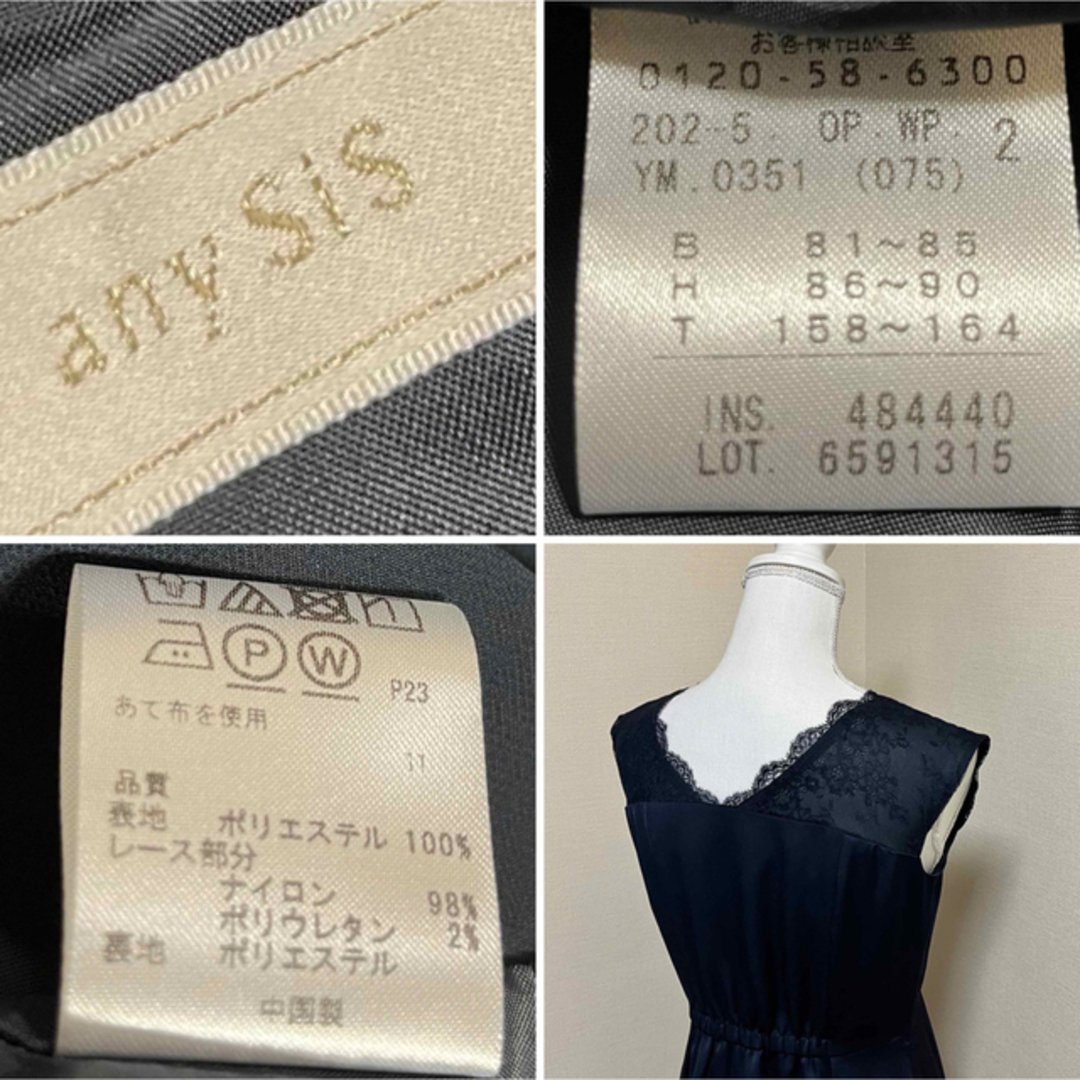 any SiS
お客様相談室
0120-58-6300
202-5. OP.WP. 2
YM.0351 (075)
B 81~85
H 86~90
T 158~164
INS. 484440
LOT. 6591315
P W
P23
あて布を使用
11
品質
表地 ポリエステル 100%
レース部分
ナイロン 98%
ポリウレタン 2%
裏地 ポリエステル
中国製